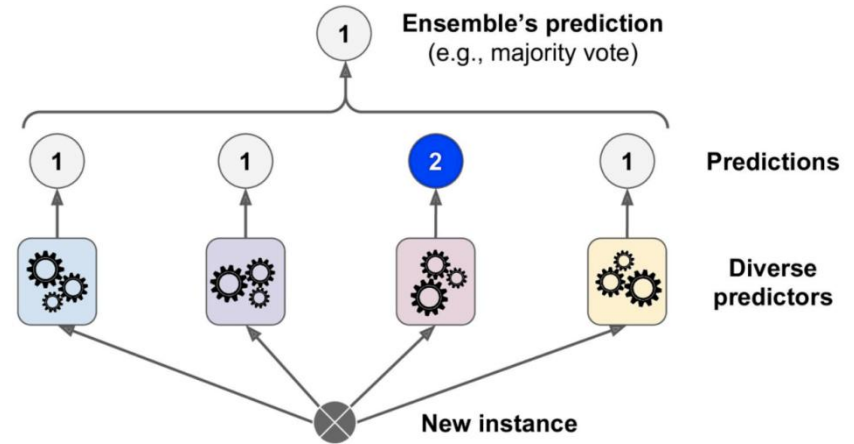 1
Ensemble’s prediction
(e.g., majority vote)
1 1 2 1
Predictions
Diverse
predictors
New instance